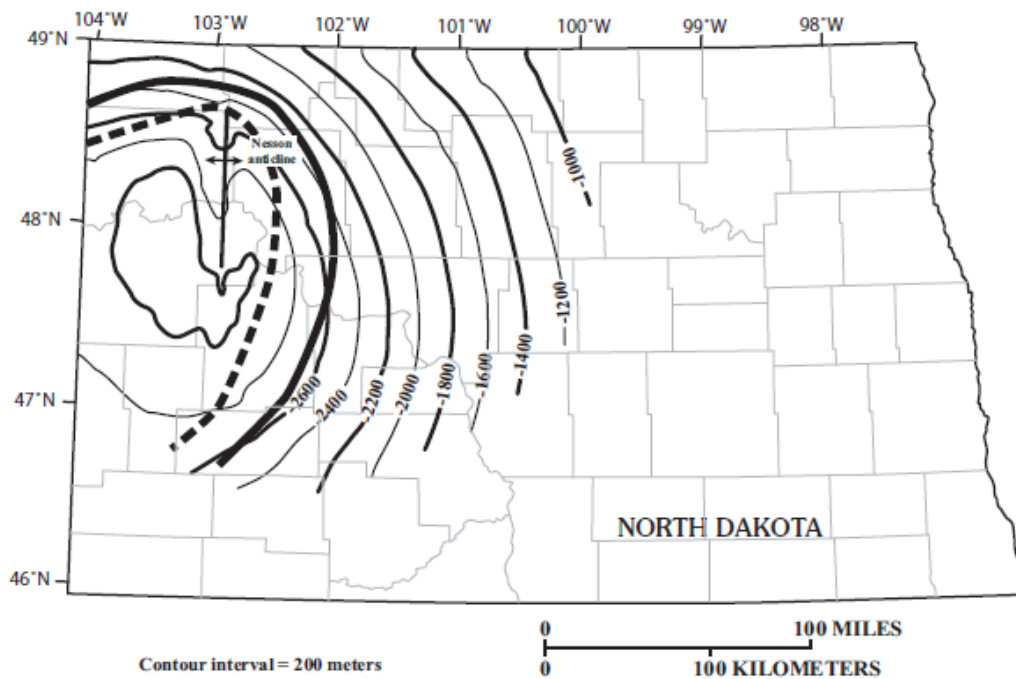 104°W 103°W 102°W 101°W 100°W 99°W 98°W
49°N
Nesson
anticline
-1000
48°N
-1200
-1400
-1600
-1800
-2000
-2200
-2400
-2600
47°N
NORTH DAKOTA
46°N
0 100 MILES
Contour interval = 200 meters
0 100 KILOMETERS